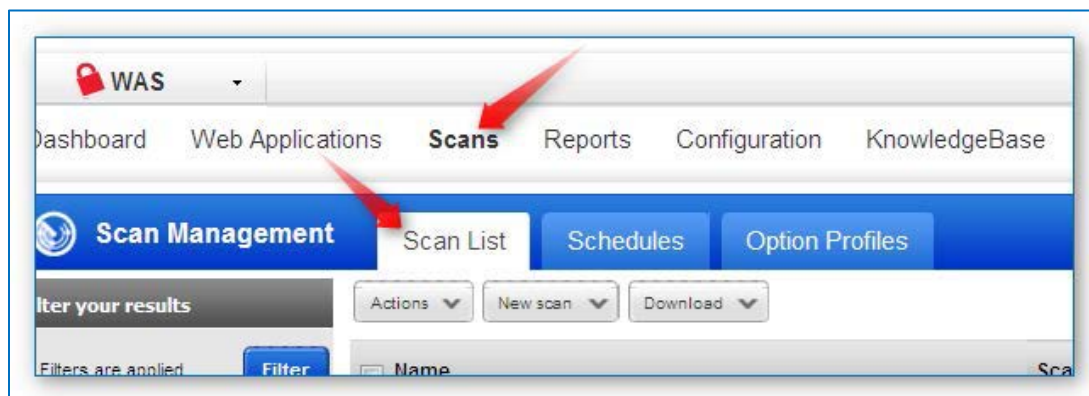 WAS
Dashboard Web Applications Scans Reports Configuration KnowledgeBase
Scan Management Scan List Schedules Option Profiles
lter your results Actions New scan Download
Filters are applied Filter Name Sca